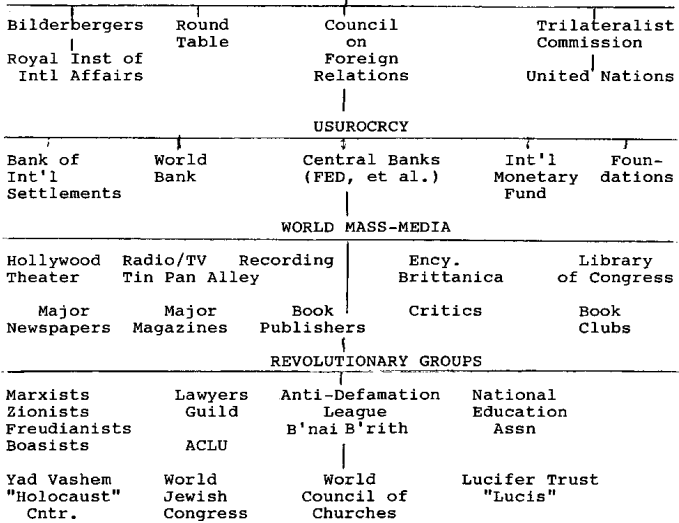 Bilderbergers Round Council Trilateralist
Table on Commission
Royal Inst of Foreign
Intl Affairs Relations United Nations
USUROCRCY
Bank of World Central Banks Int'l Foun-
Int'l Bank (FED, et al.) Monetary dations
Settlements Fund
WORLD MASS-MEDIA
Hollywood Radio/TV Recording Ency. Library
Theater Tin Pan Alley Brittanica of Congress
Major Major Book Critics Book
Newspapers Magazines Publishers Clubs
REVOLUTIONARY GROUPS
Marxists Lawyers Anti-Defamation National
Zionists Guild League Education
Freudianists B'nai B'rith Assn
Boasists ACLU
Yad Vashem World World Lucifer Trust
"Holocaust" Jewish Council of "Lucis"
Cntr. Congress Churches